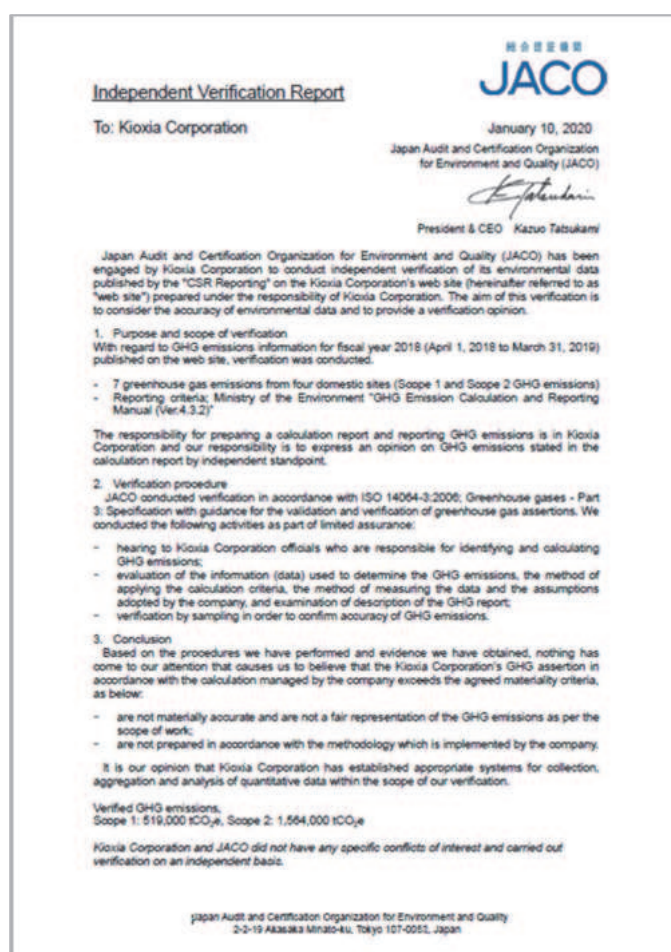 総合認証機関
JACO
Independent Verification Report
To: Kioxia Corporation
January 10, 2020
Japan Audit and Certification Organization
for Environment and Quality (JACO)
President & CEO Kazuo Tatsukami
Japan Audit and Certification Organization for Environment and Quality (JACO) has been
engaged by Kioxia Corporation to conduct independent verification of its environmental data
published by the "CSR Reporting" on the Kioxia Corporation's web site (hereinafter referred to as
"web site") prepared under the responsibility of Kioxia Corporation. The aim of this verification is
to consider the accuracy of environmental data and to provide a verification opinion.
1. Purpose and scope of verification
With regard to GHG emissions information for fiscal year 2018 (April 1, 2018 to March 31, 2019)
published on the web site, verification was conducted.
- 7 greenhouse gas emissions from four domestic sites (Scope 1 and Scope 2 GHG emissions)
- Reporting criteria; Ministry of the Environment "GHG Emission Calculation and Reporting
Manual (Ver.4.3.2)"
The responsibility for preparing a calculation report and reporting GHG emissions is in Kioxia
Corporation and our responsibility is to express an opinion on GHG emissions stated in the
calculation report by independent standpoint.
2. Verification procedure
JACO conducted verification in accordance with ISO 14064-3:2006; Greenhouse gases - Part
3: Specification with guidance for the validation and verification of greenhouse gas assertions. We
conducted the following activities as part of limited assurance:
- hearing to Kioxia Corporation officials who are responsible for identifying and calculating
GHG emissions;
- evaluation of the information (data) used to determine the GHG emissions, the method of
applying the calculation criteria, the method of measuring the data and the assumptions
adopted by the company, and examination of description of the GHG report;
- verification by sampling in order to confirm accuracy of GHG emissions.
3. Conclusion
Based on the procedures we have performed and evidence we have obtained, nothing has
come to our attention that causes us to believe that the Kioxia Corporation's GHG assertion in
accordance with the calculation managed by the company exceeds the agreed materiality criteria,
as below:
- are not materially accurate and are not a fair representation of the GHG emissions as per the
scope of work;
- are not prepared in accordance with the methodology which is implemented by the company.
It is our opinion that Kioxia Corporation has established appropriate systems for collection,
aggregation and analysis of quantitative data within the scope of our verification.
Verified GHG emissions,
Scope 1: 519,000 tCO₂e, Scope 2: 1,564,000 tCO₂e
Kioxia Corporation and JACO did not have any specific conflicts of interest and carried out
verification on an independent basis.
Japan Audit and Certification Organization for Environment and Quality
2-2-19 Akasaka Minato-ku, Tokyo 107-0052, Japan